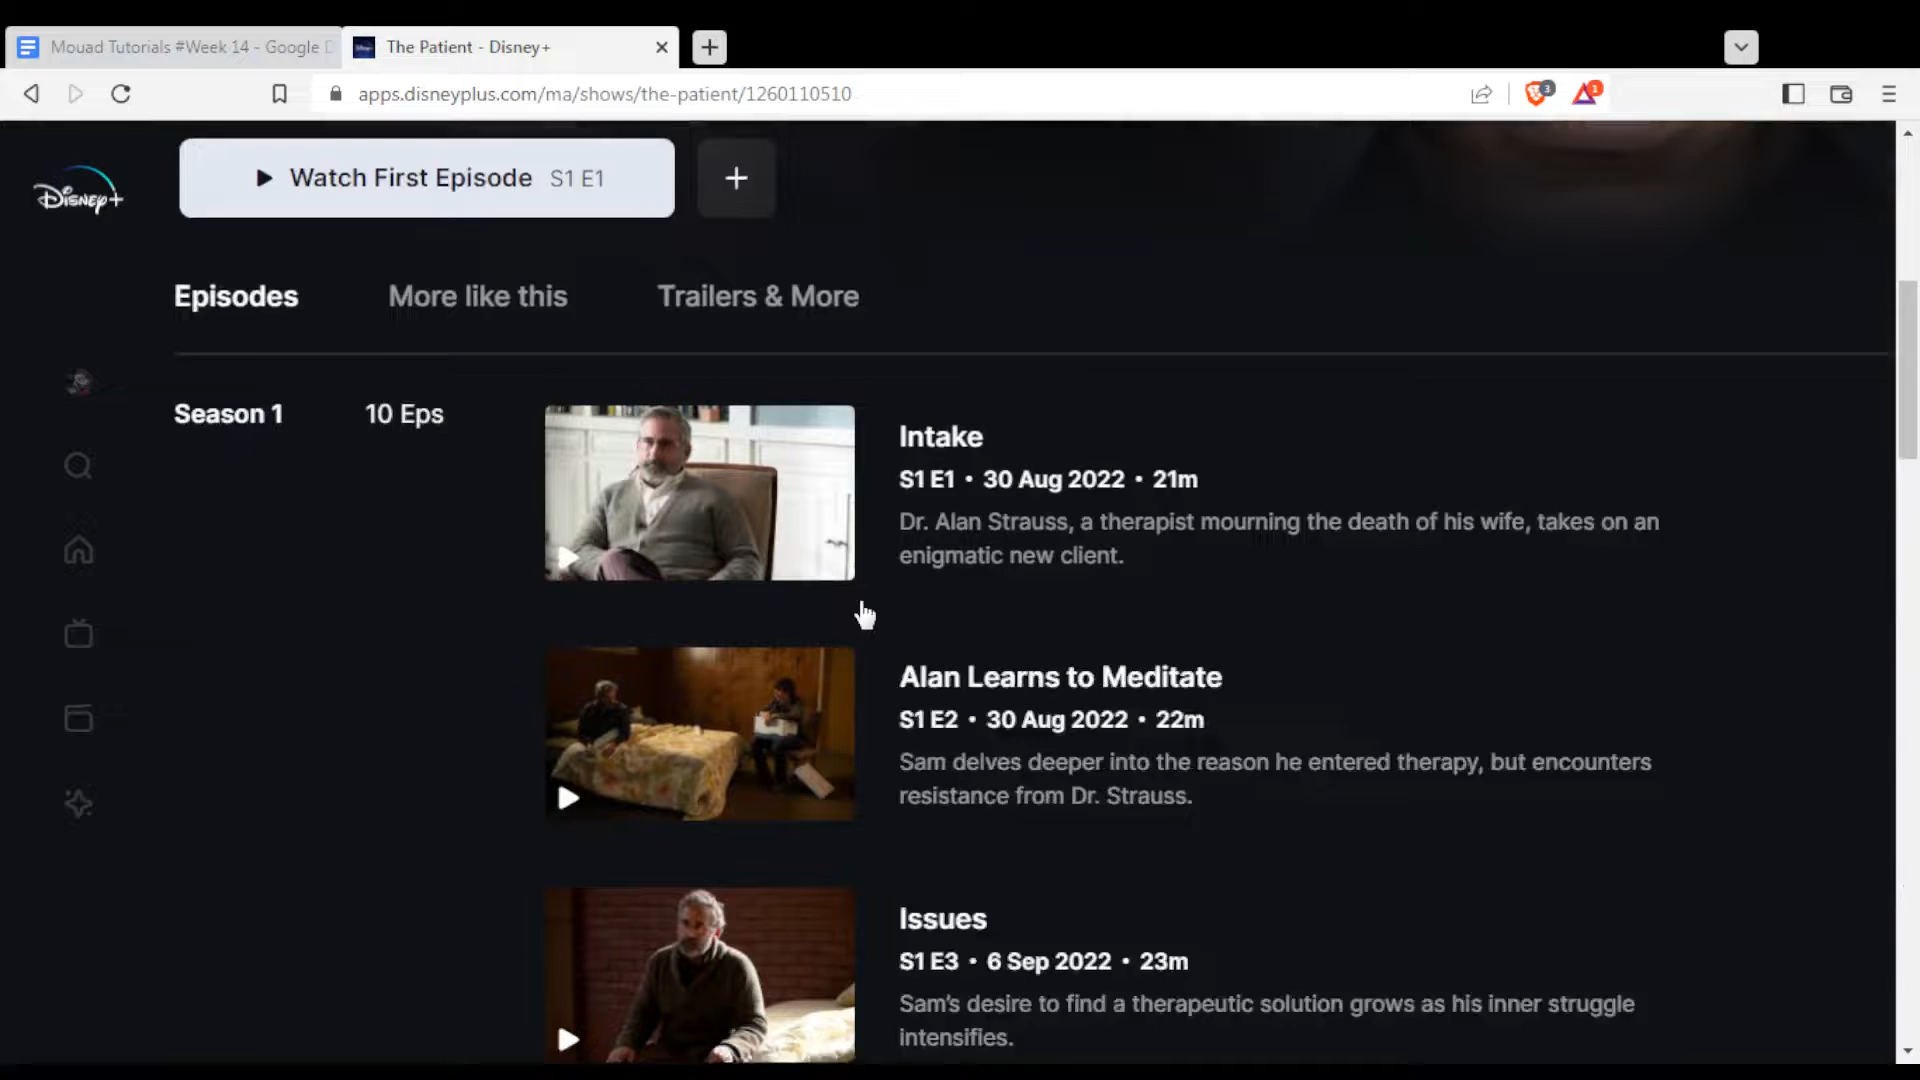 Mouad Tutorials #Week 14 - Google D
The Patient - Disney+
apps.disneyplus.com/ma/shows/the-patient/1260110510
3
1
Disney+
Watch First Episode S1 E1
Episodes
More like this
Trailers & More
Season 1
10 Eps
Intake
S1 E1 • 30 Aug 2022 • 21m
Dr. Alan Strauss, a therapist mourning the death of his wife, takes on an
enigmatic new client.
Alan Learns to Meditate
S1 E2 • 30 Aug 2022 • 22m
Sam delves deeper into the reason he entered therapy, but encounters
resistance from Dr. Strauss.
Issues
S1 E3 • 6 Sep 2022 • 23m
Sam's desire to find a therapeutic solution grows as his inner struggle
intensifies.